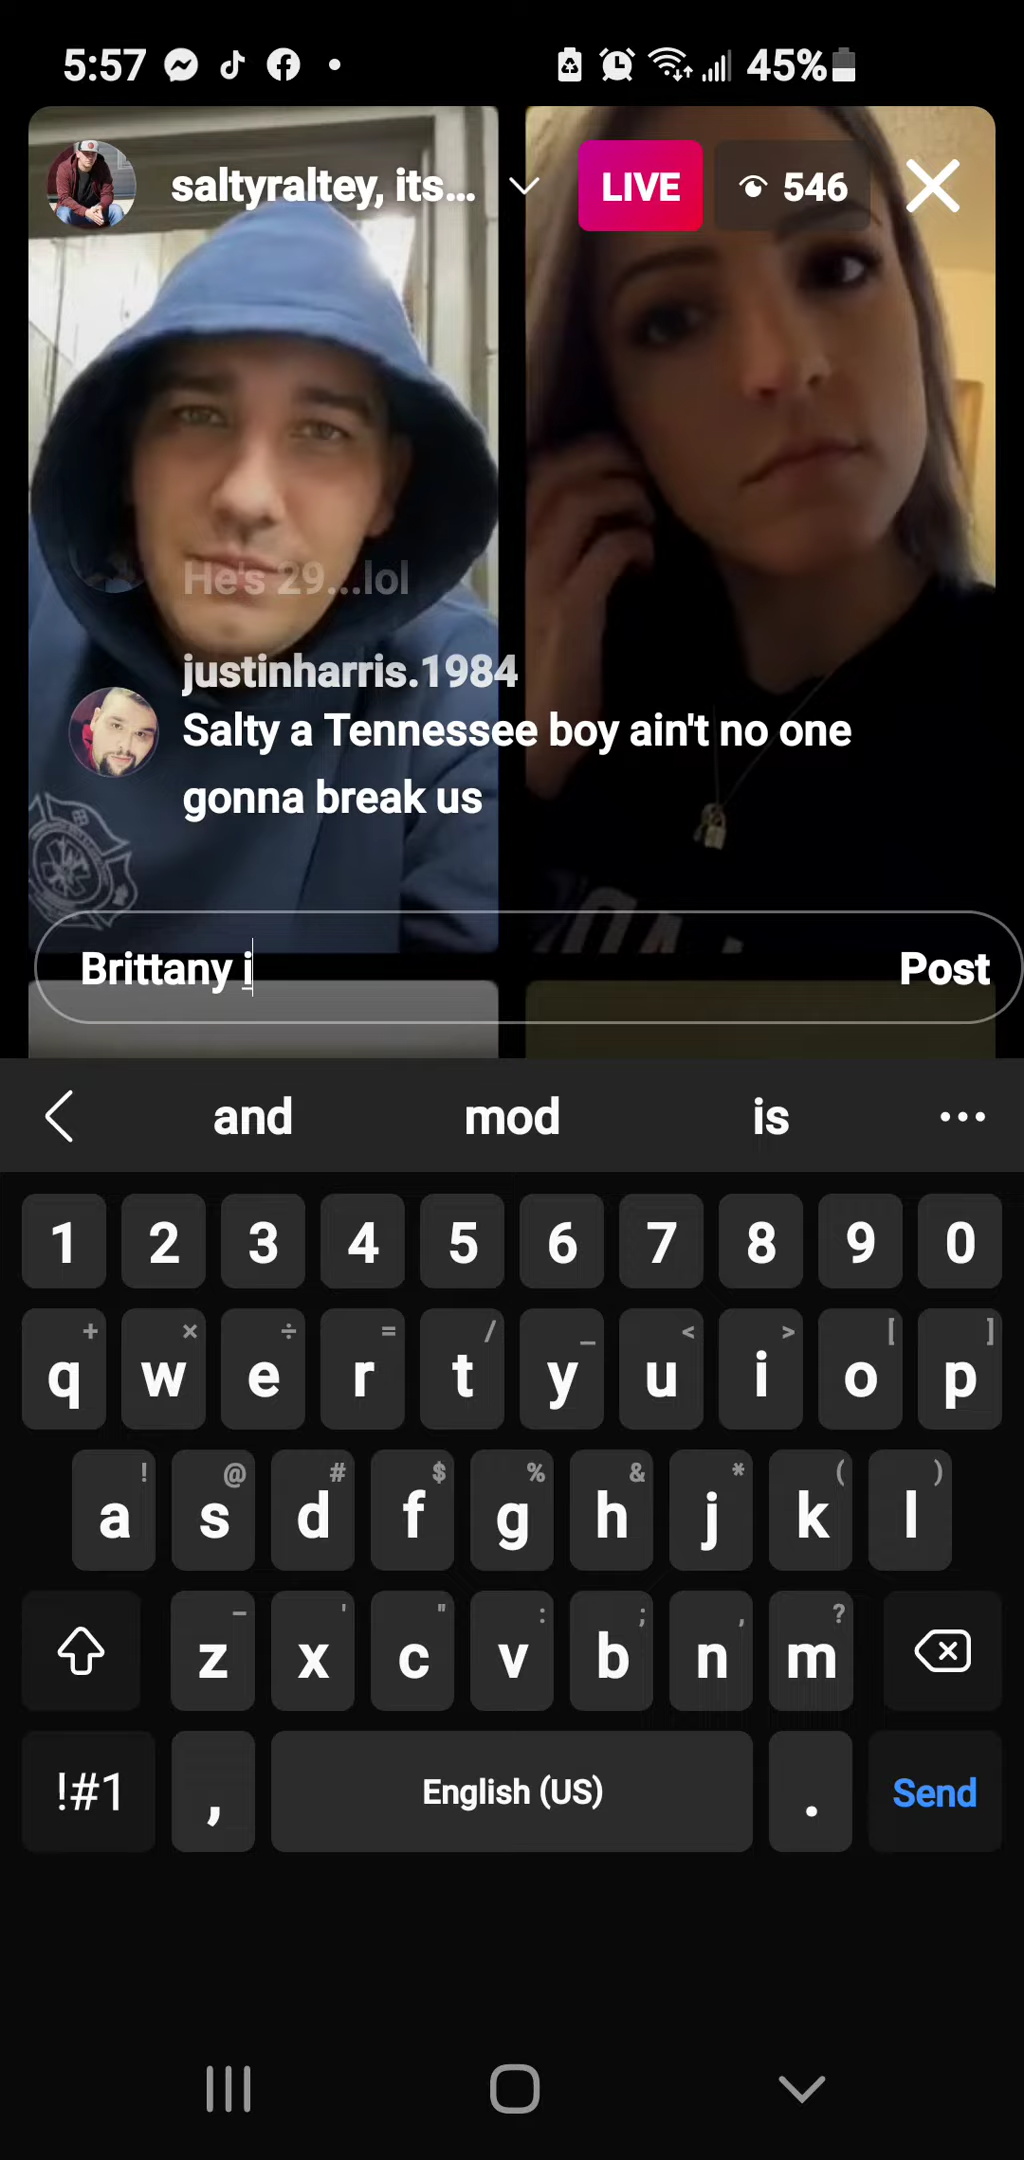 5:57 45%
saltyraltey, its... LIVE 546
He's 29...lol
justinharris.1984
Salty a Tennessee boy ain't no one
gonna break us
Brittany i Post
and mod is ...
1 2 3 4 5 6 7 8 9 0
+ × ÷ = / _ < > [ ]
q w e r t y u i o p
! @ # $ % & * ( )
a s d f g h j k l
- ' " : ; , ?
z x c v b n m
!#1 , English (US) . Send